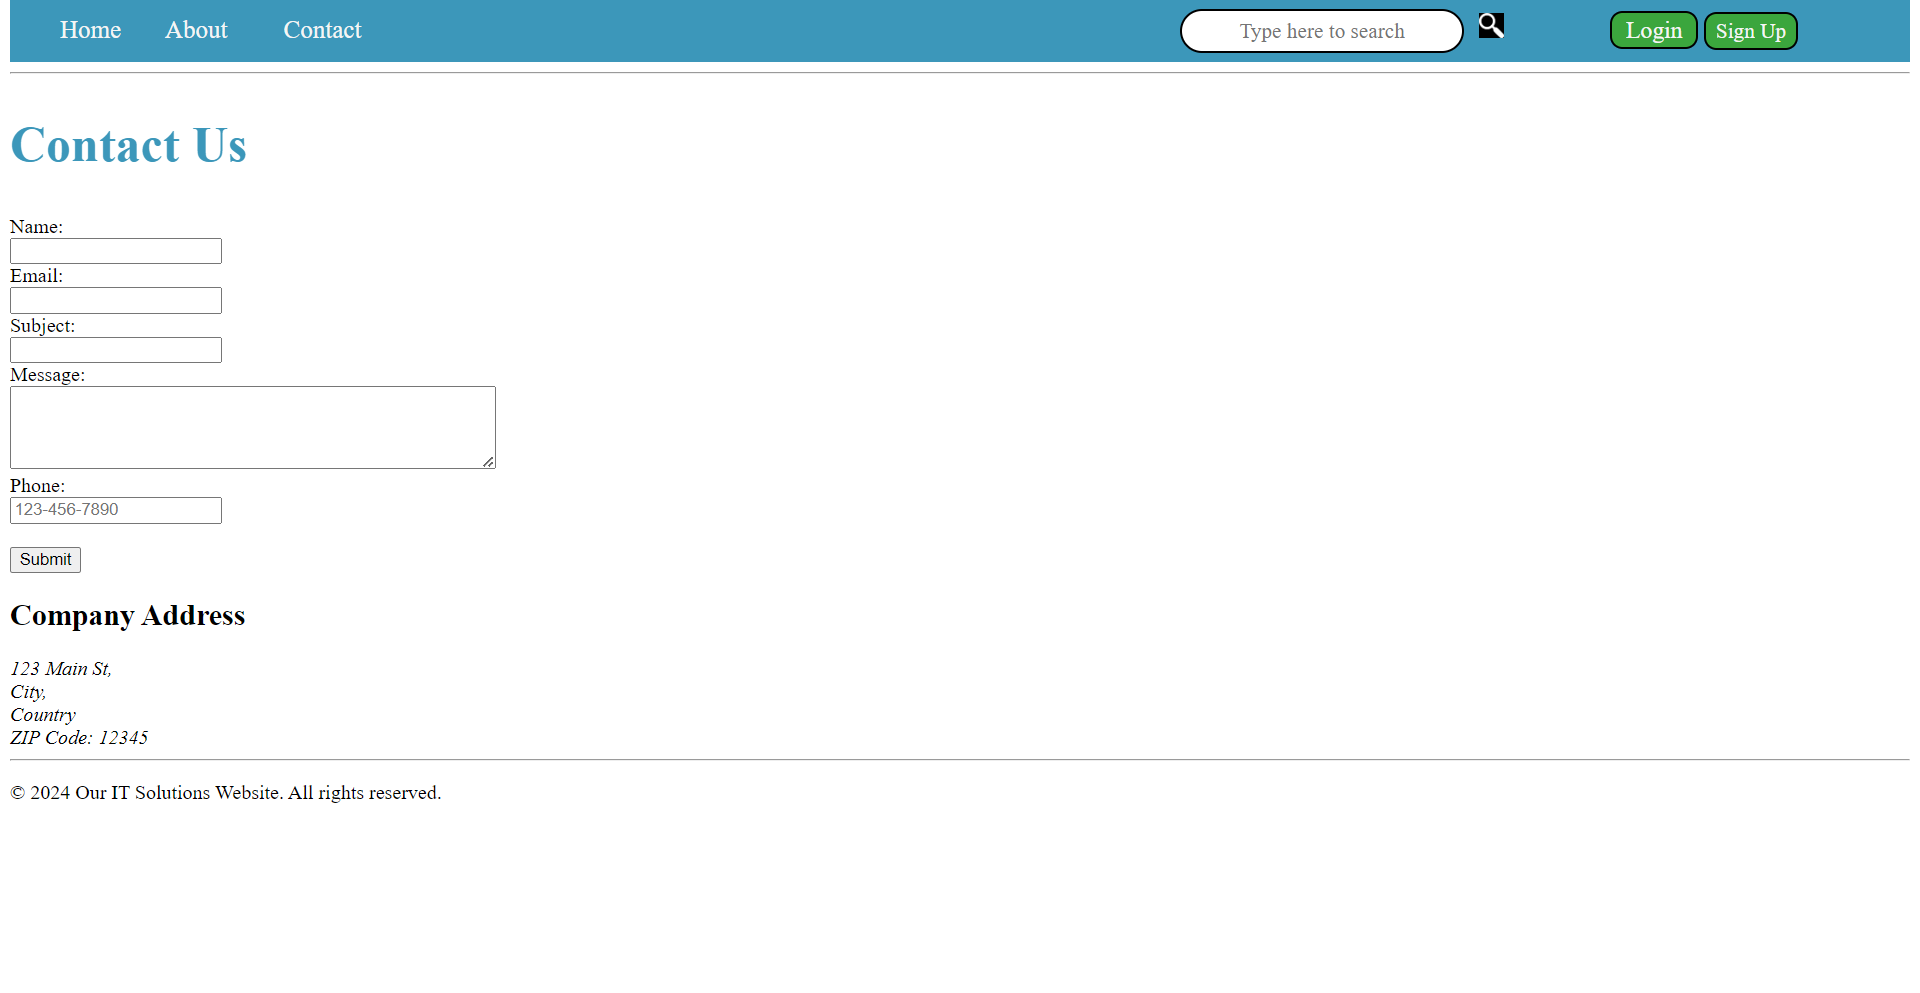 Home About Contact Type here to search Login Sign Up
Contact Us
Name:
Email:
Subject:
Message:
Phone:
123-456-7890
Submit
Company Address
123 Main St,
City,
Country
ZIP Code: 12345
© 2024 Our IT Solutions Website. All rights reserved.